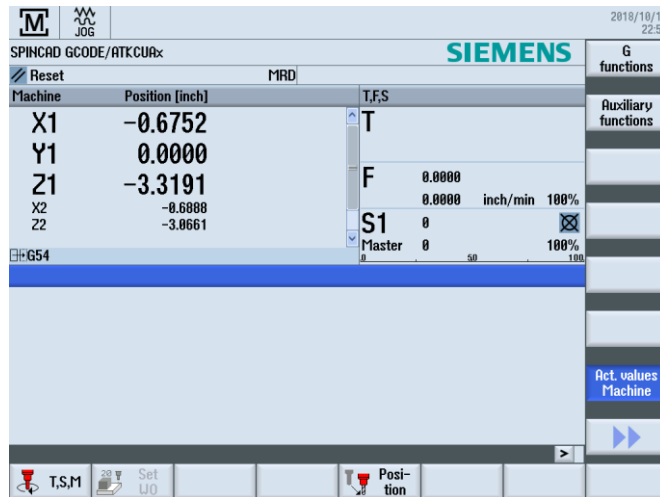 M
JOG
2018/10/1
22:5
SPINCAD GCODE/ATKCUAx
SIEMENS
G
functions
Reset
MRD
Machine
Position [inch]
T,F,S
Auxiliary
functions
X1
-0.6752
T
Y1
0.0000
Z1
-3.3191
F
0.0000
0.0000 inch/min 100%
X2
-0.6888
Z2
-3.0661
S1
0
Master
0
100%
G54
0 50 100
Act. values
Machine
T,S,M
Set
WO
Posi-
tion